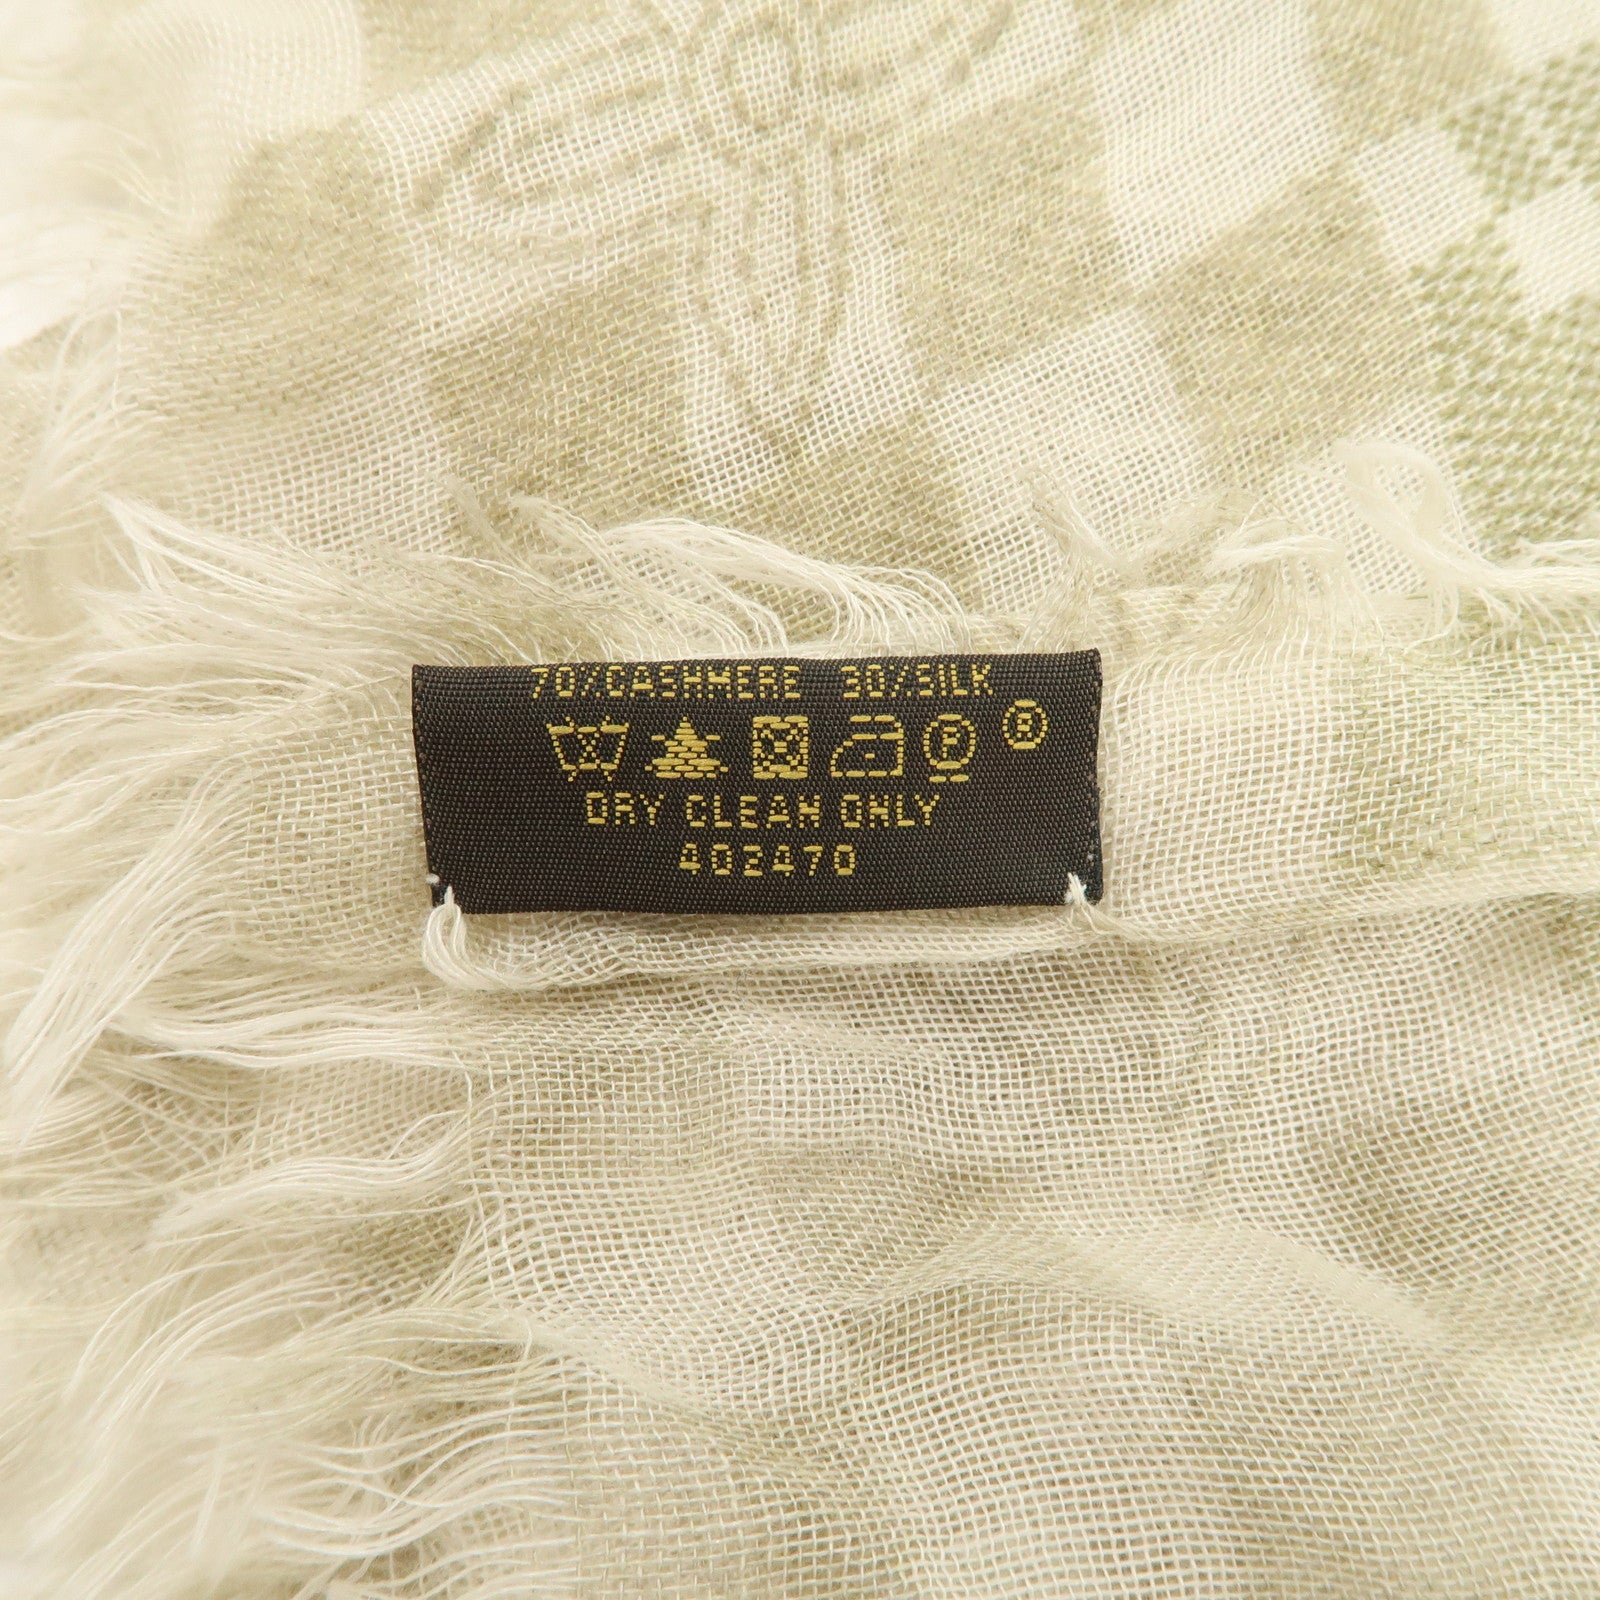 70%CASHMERE 30%SILK
P ®
DRY CLEAN ONLY
402470